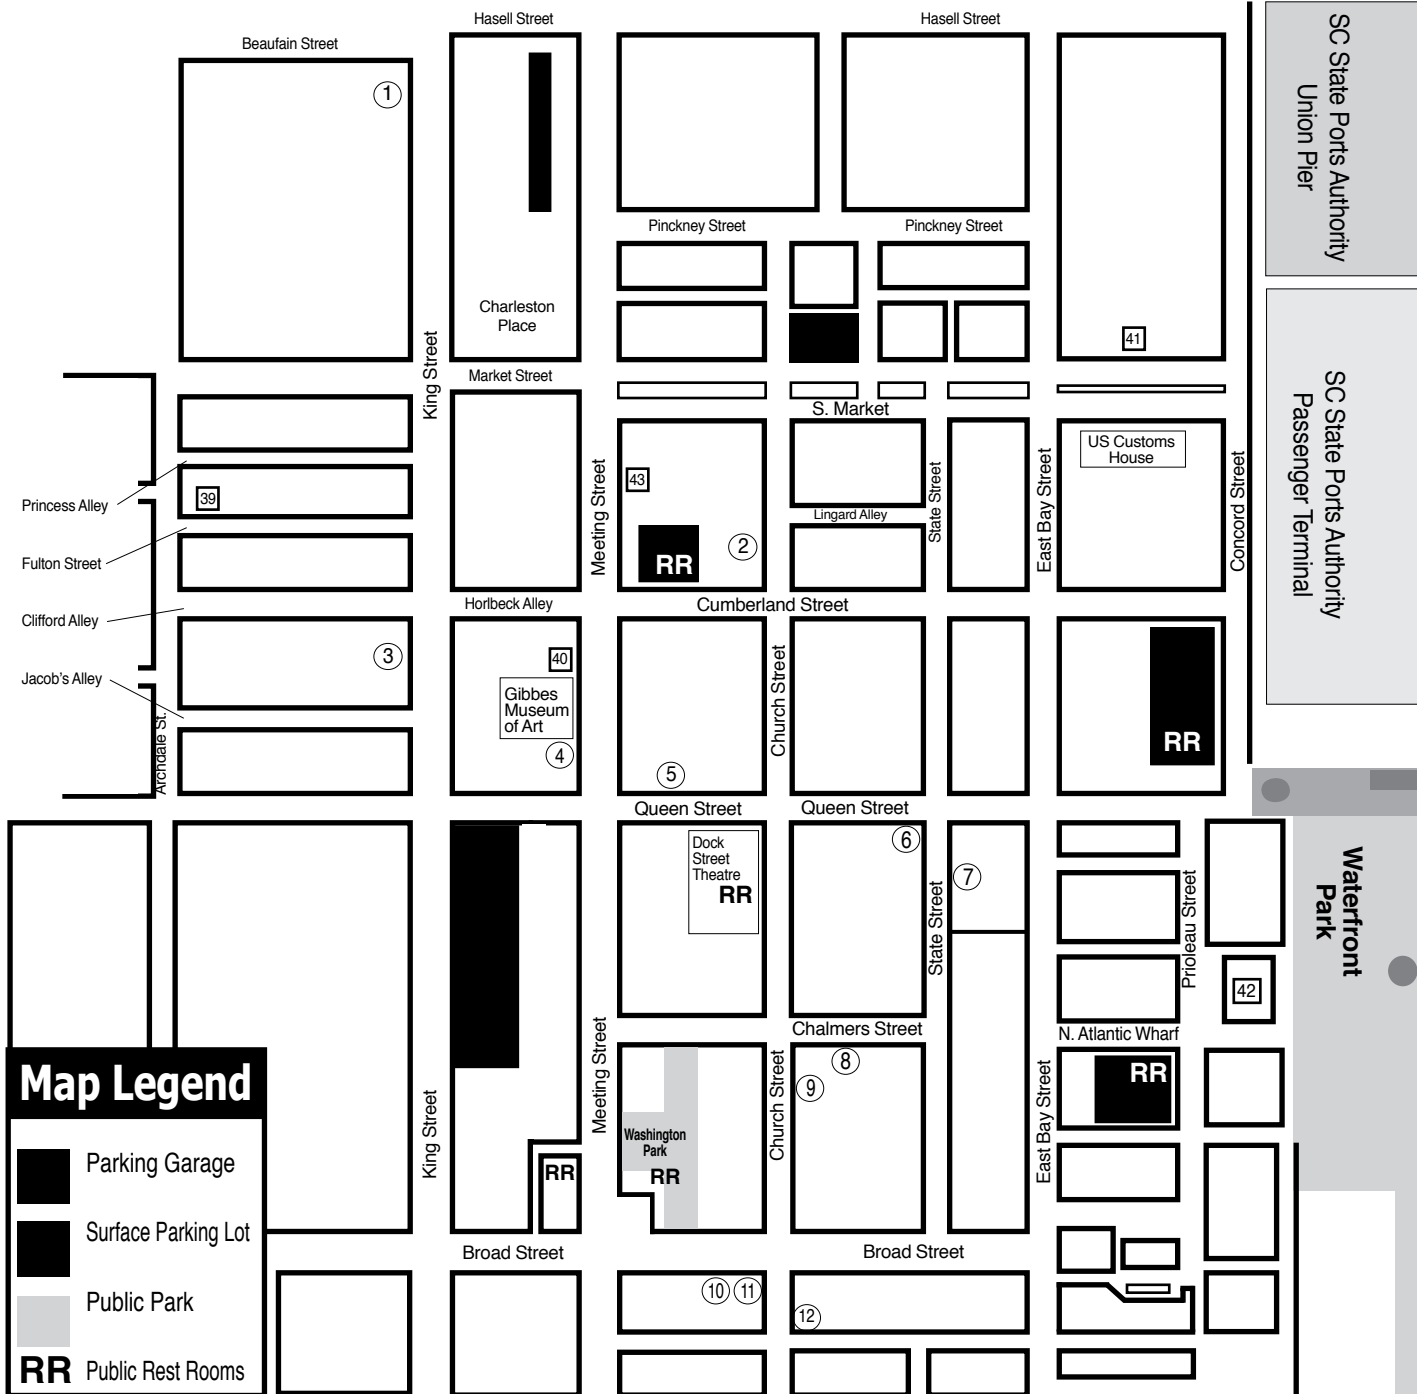 Hasell Street
Hasell Street
Beaufain Street
1
SC State Ports Authority
Union Pier
Pinckney Street
Pinckney Street
Charleston
Place
King Street
41
Market Street
S. Market
SC State Ports Authority
Passenger Terminal
US Customs
House
Princess Alley
39
Meeting Street
43
State Street
East Bay Street
Concord Street
Lingard Alley
2
RR
Fulton Street
Horlbeck Alley
Cumberland Street
Clifford Alley
3
40
Church Street
Jacob's Alley
Gibbes
Museum
of Art
4
Archdale St.
5
RR
Queen Street
Queen Street
6
Dock
Street
Theatre
RR
7
State Street
Prioleau Street
Waterfront
Park
42
Chalmers Street
N. Atlantic Wharf
8
9
RR
Meeting Street
Church Street
East Bay Street
King Street
Washington
Park
RR
RR
Map Legend
Parking Garage
Surface Parking Lot
Public Park
RR Public Rest Rooms
Broad Street
Broad Street
10
11
12